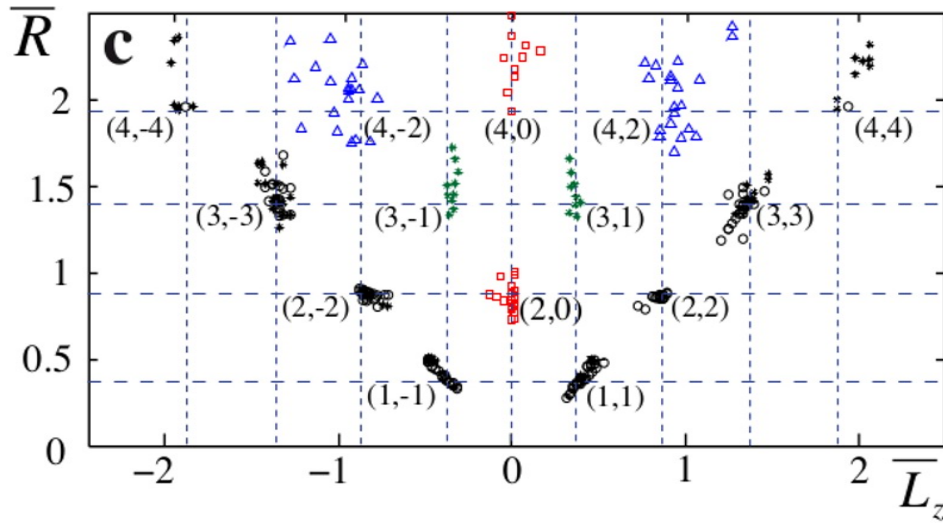 R c
2
(4,-4) (4,-2) (4,0) (4,2) (4,4)
1.5
(3,-3) (3,-1) (3,1) (3,3)
1
(2,-2) (2,0) (2,2)
0.5
(1,-1) (1,1)
0
−2 −1 0 1 2 L_z